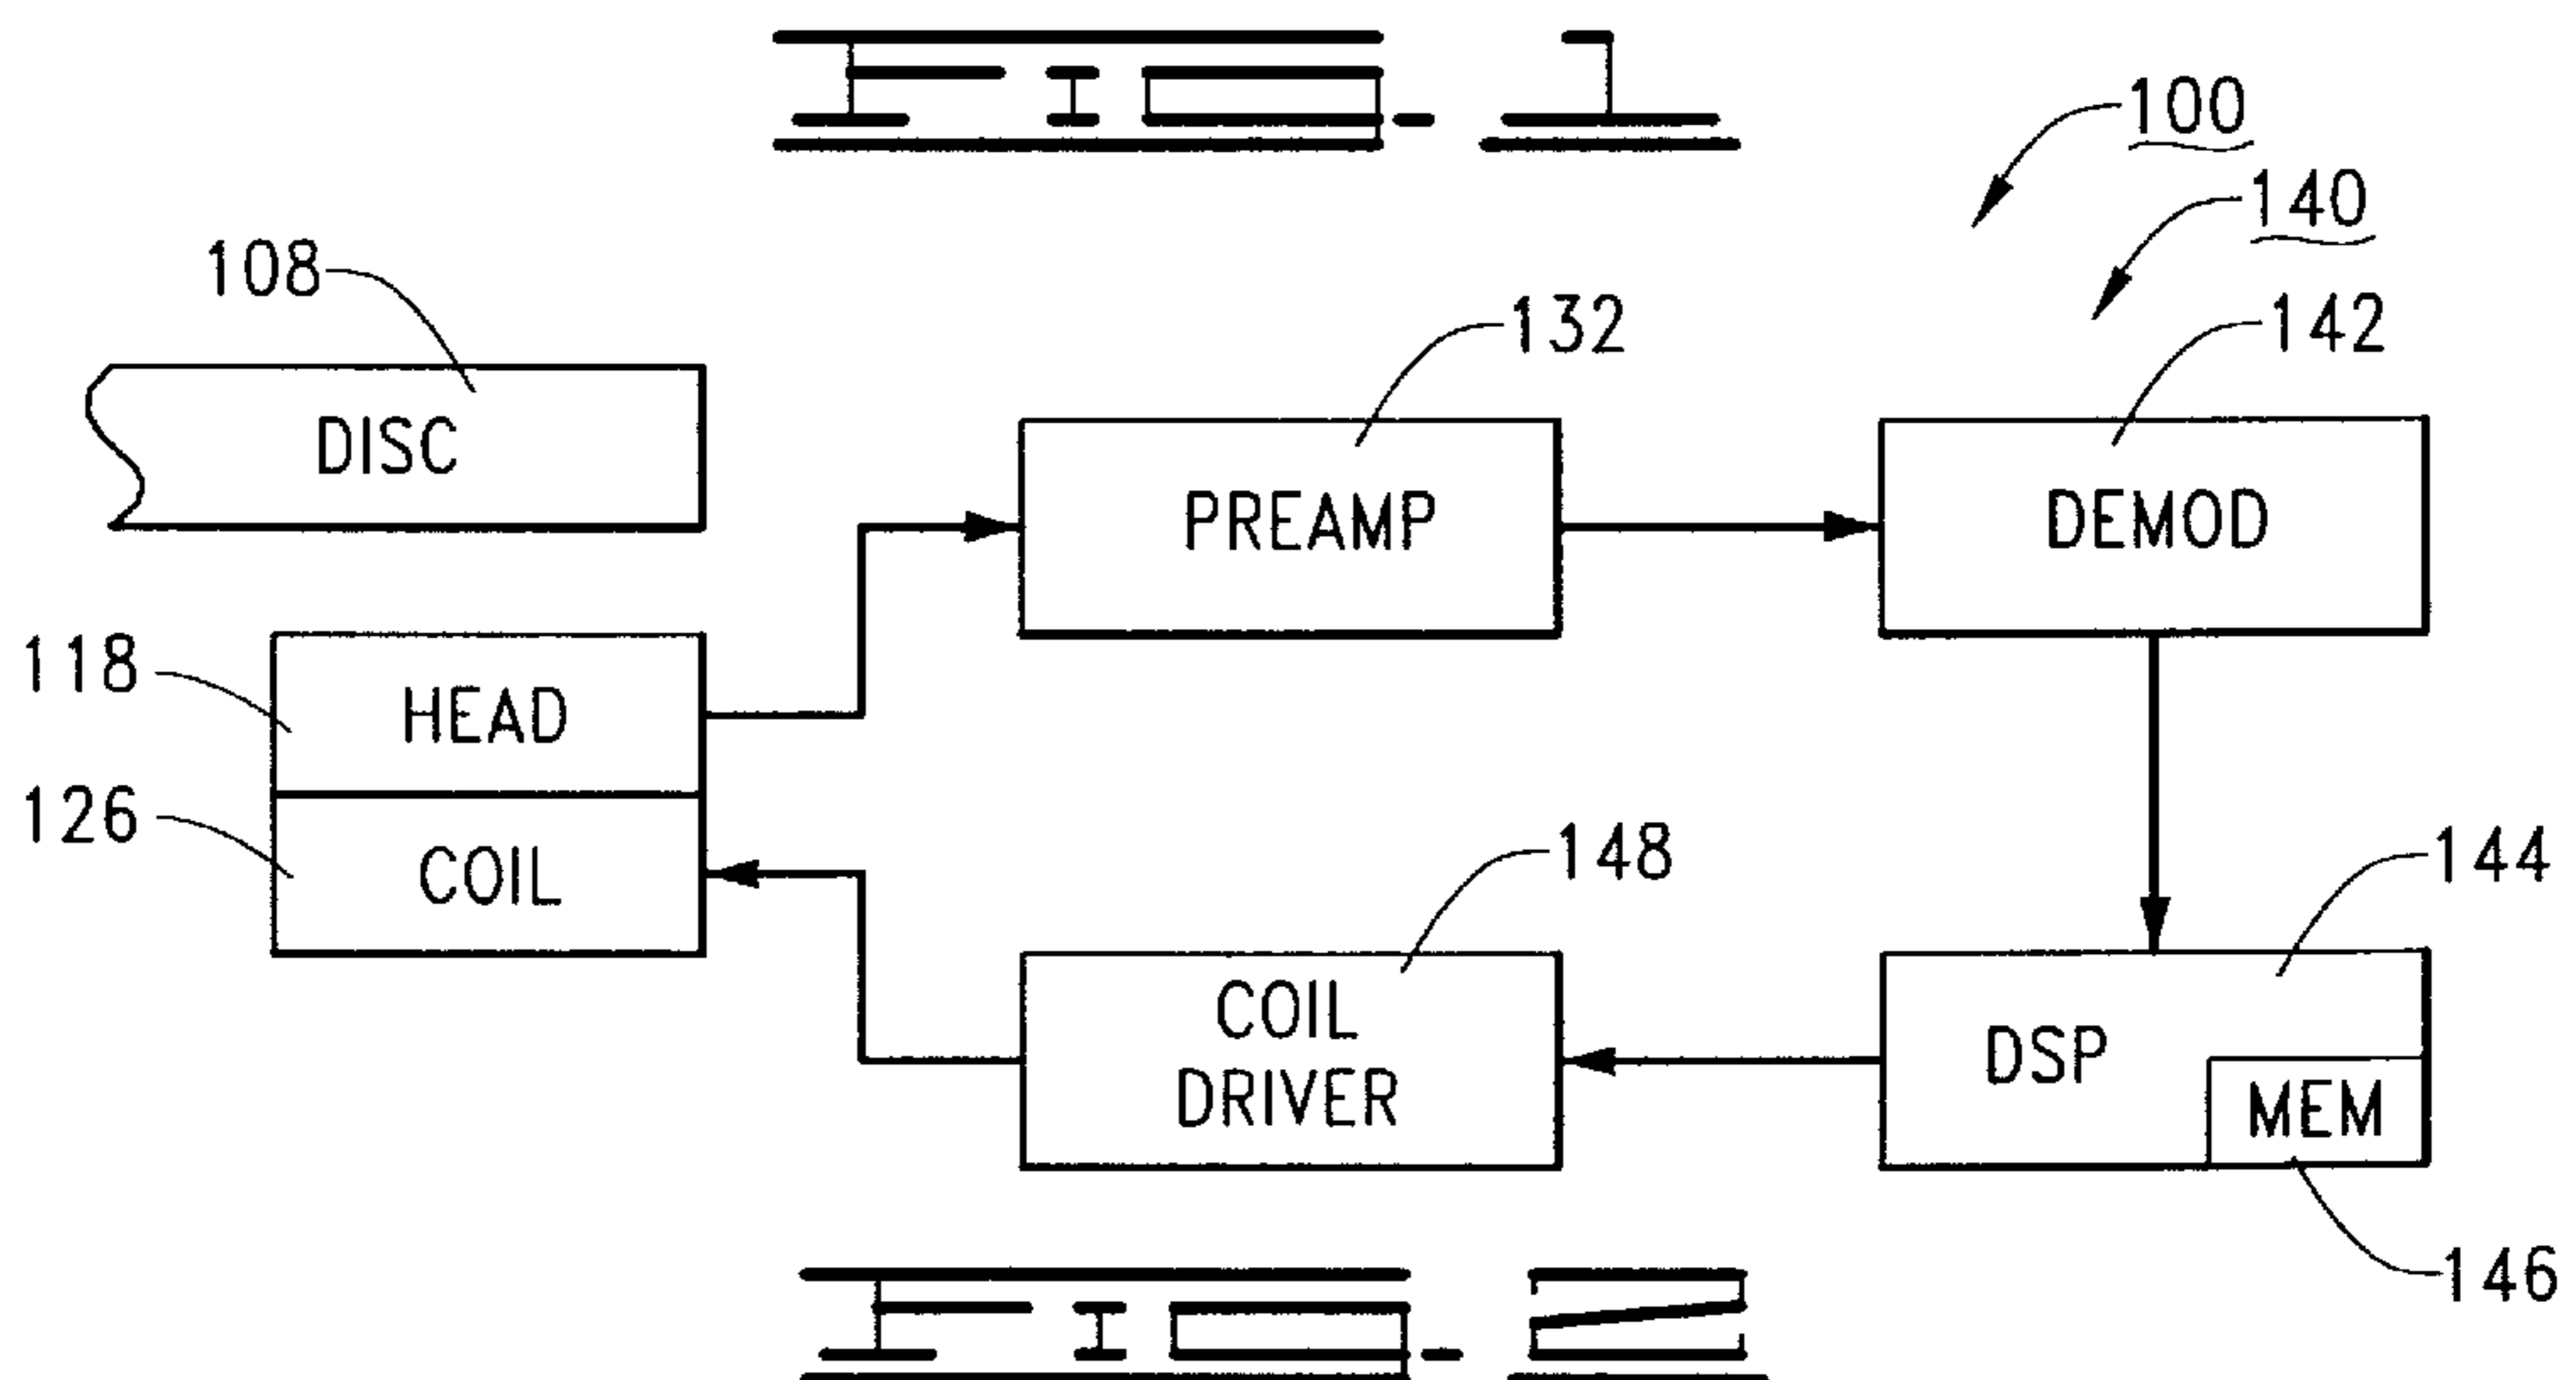 FIG. 1
100
140
108
132
142
DISC
PREAMP
DEMOD
118
HEAD
126
COIL
148
144
COIL
DRIVER
DSP
MEM
146
FIG. 2